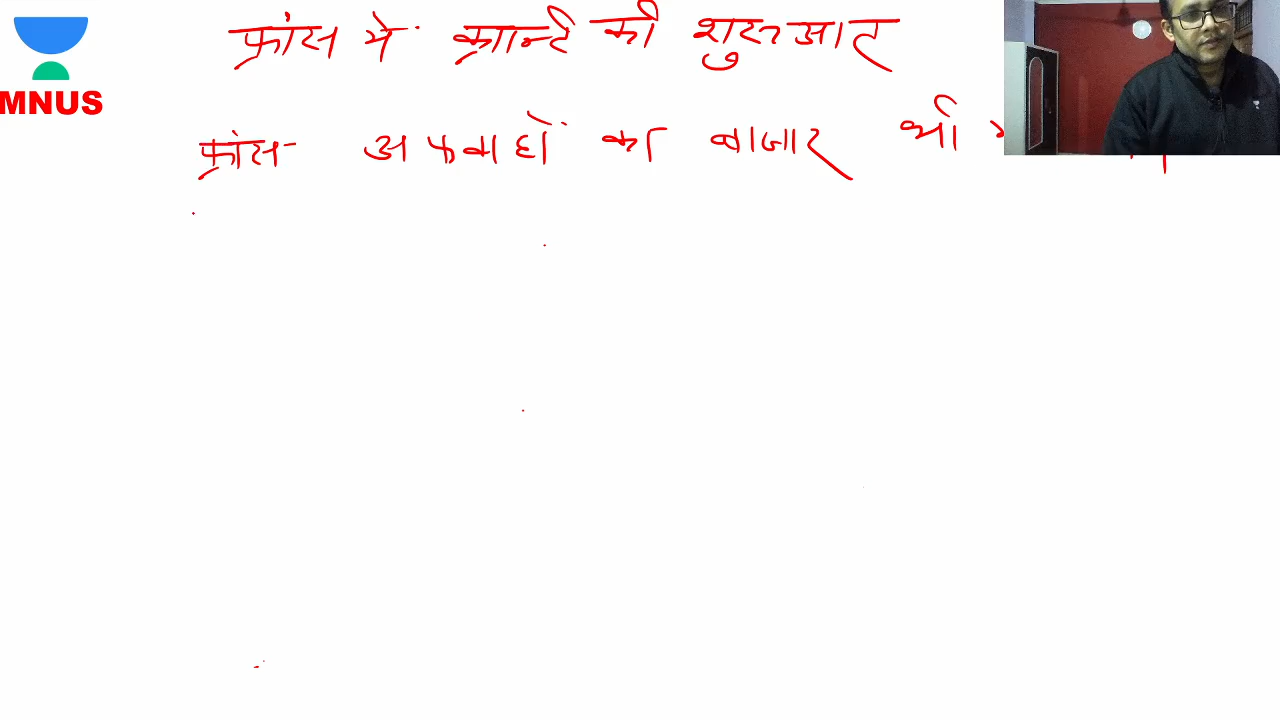 MNUS
फ्रांस में क्रान्ति की शुरुआत
फ्रांस- अफवाहों का बाजार भी